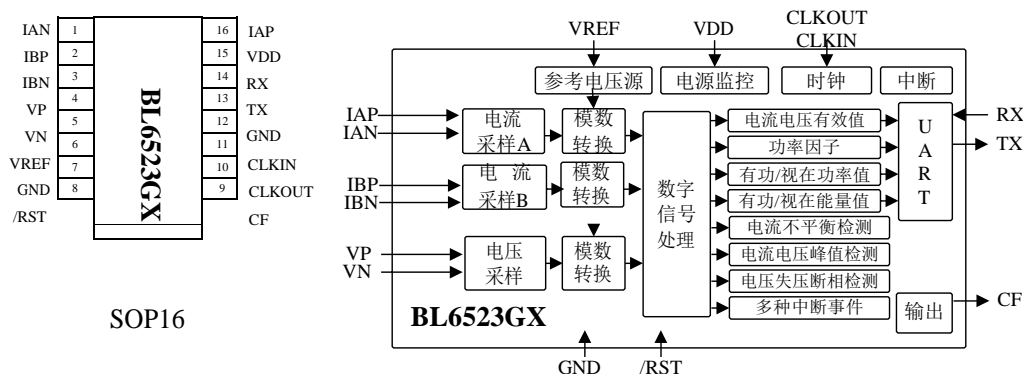 IAN 1 16 IAP
IBP 2 15 VDD
IBN 3 14 RX
VP 4 13 TX
VN 5 12 GND
VREF 6 11 CLKIN
GND 7 10 CLKOUT
/RST 8 9 CF
BL6523GX
SOP16
VREF
VDD
CLKOUT
CLKIN
参考电压源
电源监控
时钟
中断
IAP
IAN
电流
采样A
模数
转换
IBP
IBN
电 流
采样B
模数
转换
VP
VN
电压
采样
模数
转换
数字
信号
处理
电流电压有效值
功率因子
有功/视在功率值
有功/视在能量值
电流不平衡检测
电流电压峰值检测
电压失压断相检测
多种中断事件
U
A
R
T
RX
TX
输出
CF
BL6523GX
GND
/RST